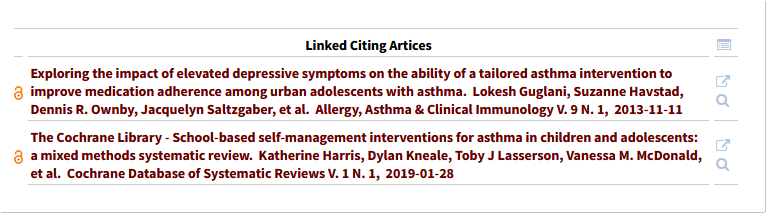 Linked Citing Artices
Exploring the impact of elevated depressive symptoms on the ability of a tailored asthma intervention to
improve medication adherence among urban adolescents with asthma.  Lokesh Guglani, Suzanne Havstad,
Dennis R. Ownby, Jacquelyn Saltzgaber, et al.  Allergy, Asthma & Clinical Immunology V. 9 N. 1,  2013-11-11
The Cochrane Library - School-based self-management interventions for asthma in children and adolescents:
a mixed methods systematic review.  Katherine Harris, Dylan Kneale, Toby J Lasserson, Vanessa M. McDonald,
et al.  Cochrane Database of Systematic Reviews V. 1 N. 1,  2019-01-28